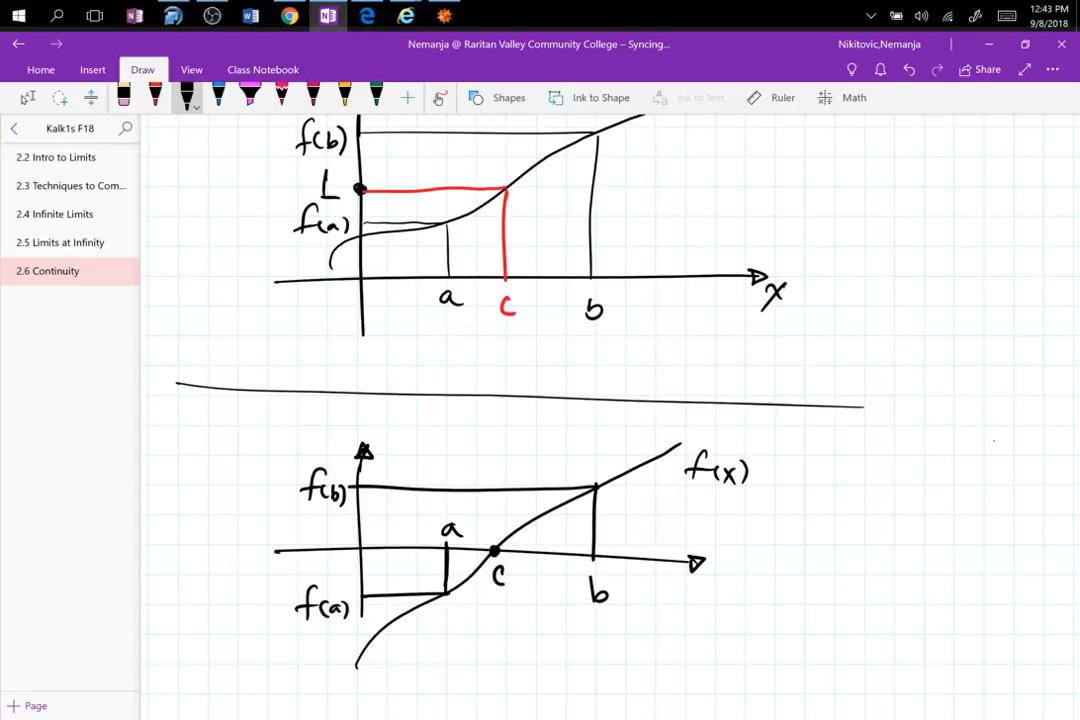 12:43 PM
9/8/2018
Nemanja @ Raritan Valley Community College – Syncing...
Nikitovic,Nemanja
Home
Insert
Draw
View
Class Notebook
Share
Shapes
Ink to Shape
Ink to Text
Ruler
Math
Kalk1s F18
2.2 Intro to Limits
2.3 Techniques to Com...
2.4 Infinite Limits
2.5 Limits at Infinity
2.6 Continuity
Page
f(b)
L
f(a)
a
c
b
x
f(b)
f(x)
a
c
b
f(a)